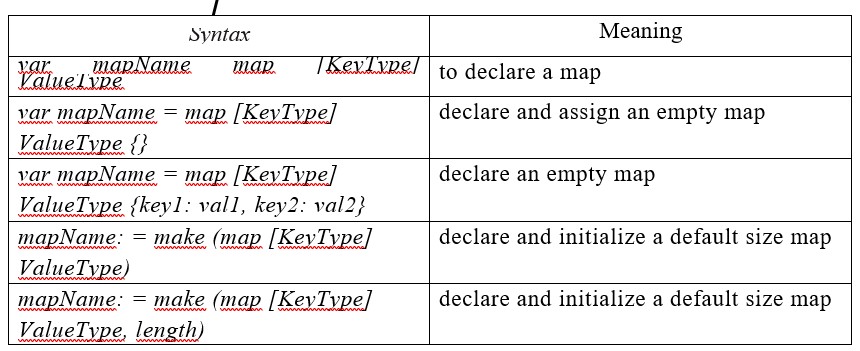 Syntax
Meaning
var mapName map [KeyType]
ValueType
to declare a map
var mapName = map [KeyType]
ValueType {}
declare and assign an empty map
var mapName = map [KeyType]
ValueType {key1: val1, key2: val2}
declare an empty map
mapName: = make (map [KeyType]
ValueType)
declare and initialize a default size map
mapName: = make (map [KeyType]
ValueType, length)
declare and initialize a default size map